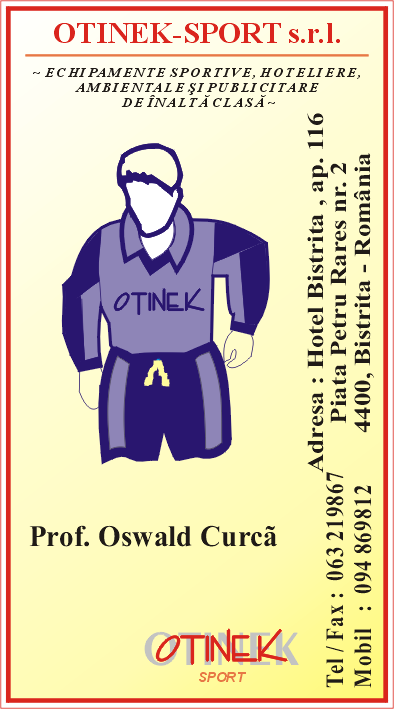 OTINEK-SPORT s.r.l.
~ ECHIPAMENTE SPORTIVE, HOTELIERE,
AMBIENTALE ŞI PUBLICITARE
DE ÎNALTĂ CLASĂ~
OTINEK
Adresa : Hotel Bistrita , ap. 116
Piata Petru Rares nr. 2
4400, Bistrita - România
Prof. Oswald Curcã
Tel / Fax : 063 219867
Mobil : 094 869812
OTINEK
SPORT